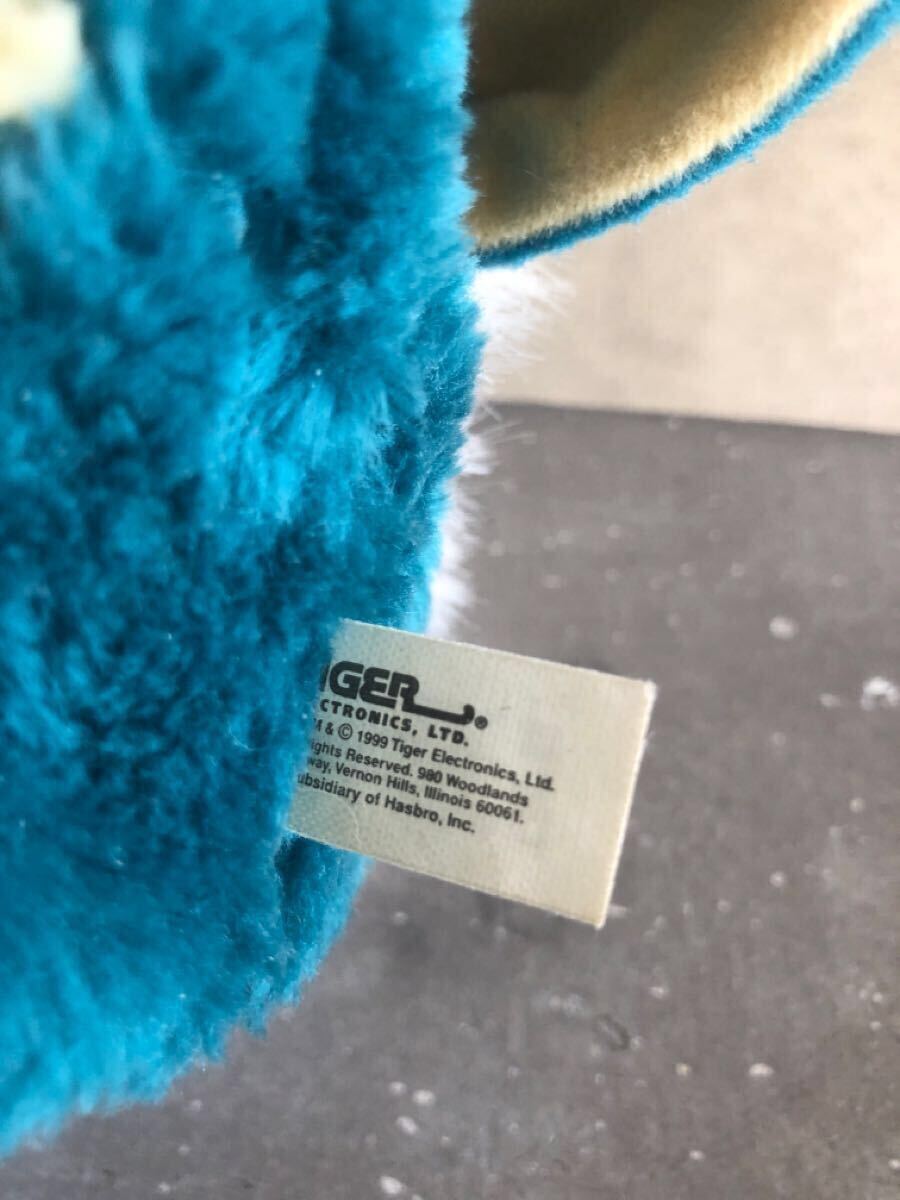 IGER®
CTRONICS, LTD.
M & © 1999 Tiger Electronics, Ltd.
ights Reserved. 980 Woodlands
way, Vernon Hills, Illinois 60061.
ubsidiary of Hasbro, Inc.